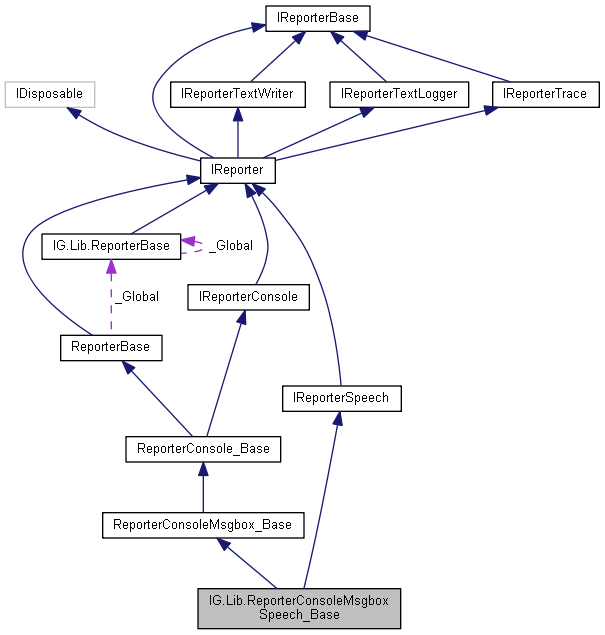 IReporterBase
IDisposable
IReporterTextWriter
IReporterTextLogger
IReporterTrace
IReporter
IG.Lib.ReporterBase
_Global
IReporterConsole
_Global
ReporterBase
IReporterSpeech
ReporterConsole_Base
ReporterConsoleMsgbox_Base
IG.Lib.ReporterConsoleMsgbox
Speech_Base